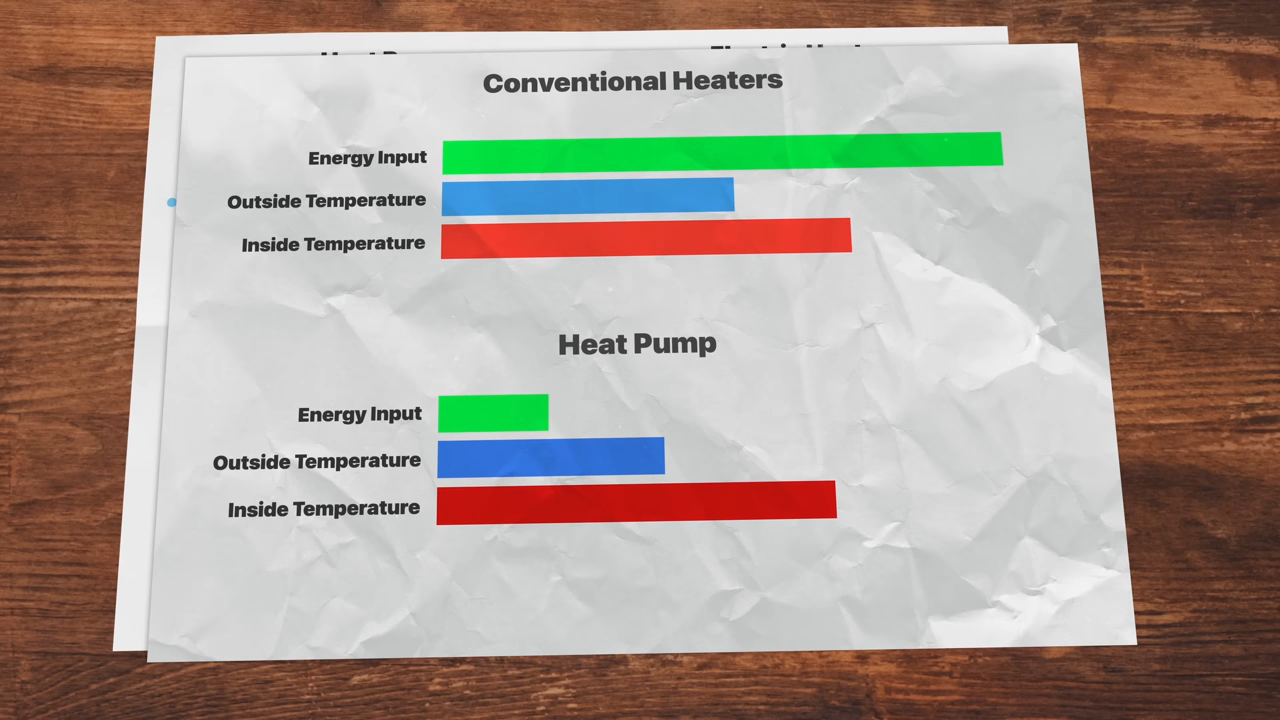 Conventional Heaters
Energy Input
Outside Temperature
Inside Temperature
Heat Pump
Energy Input
Outside Temperature
Inside Temperature